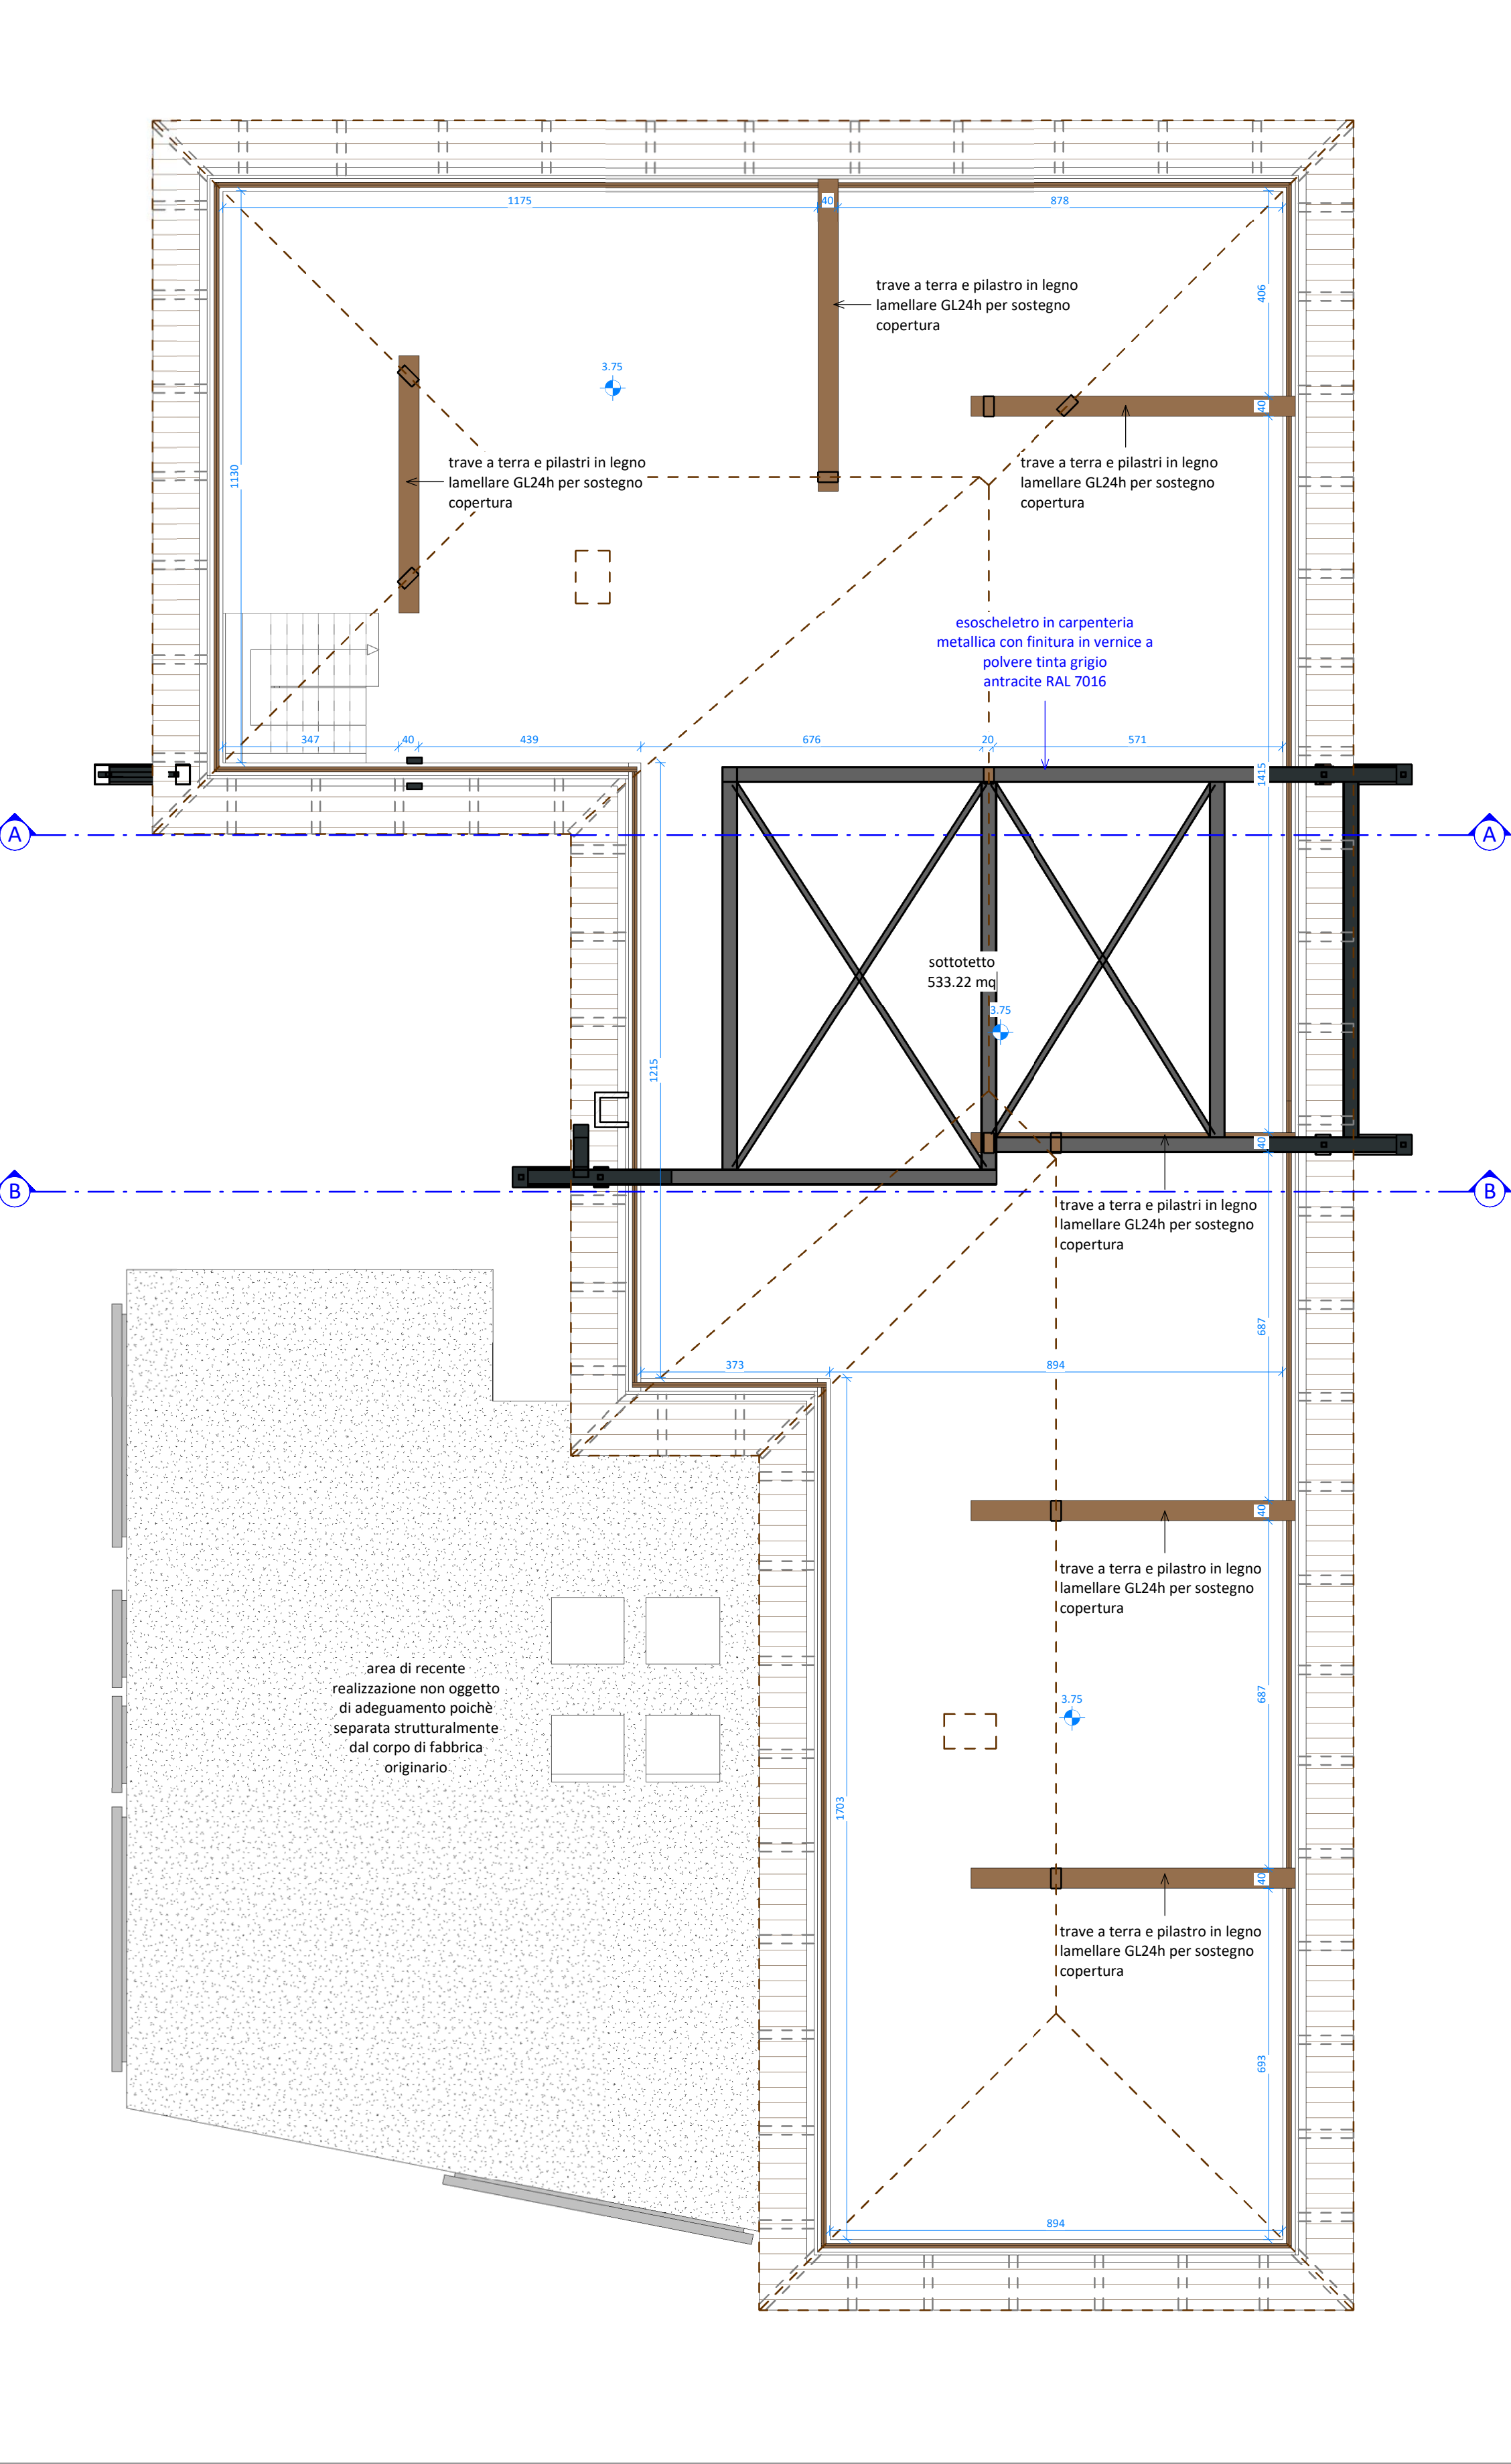 1175
40
878
406
trave a terra e pilastro in legno
lamellare GL24h per sostegno
copertura
3.75
40
1130
trave a terra e pilastri in legno
lamellare GL24h per sostegno
copertura
trave a terra e pilastri in legno
lamellare GL24h per sostegno
copertura
esoscheletro in carpenteria
metallica con finitura in vernice a
polvere tinta grigio
antracite RAL 7016
347
40
439
676
20
571
1415
A
A
sottotetto
533.22 mq
3.75
1215
40
B
B
trave a terra e pilastri in legno
lamellare GL24h per sostegno
copertura
687
373
894
40
trave a terra e pilastro in legno
lamellare GL24h per sostegno
copertura
area di recente
realizzazione non oggetto
di adeguamento poichè
separata strutturalmente
dal corpo di fabbrica
originario
687
3.75
1703
40
trave a terra e pilastro in legno
lamellare GL24h per sostegno
copertura
693
894